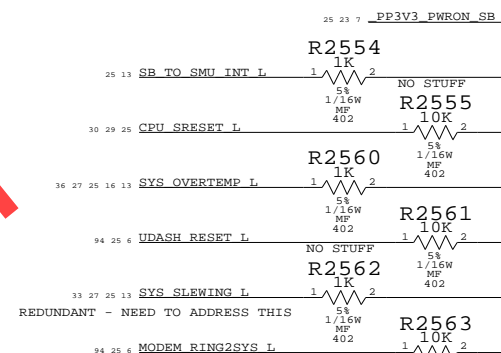 25 23 7 _PP3V3_PWRON_SB
R2554
1K
25 13 SB_TO_SMU_INT_L 1 2
5%
1/16W
MF
402
NO STUFF
R2555
10K
30 29 25 CPU_SRESET_L 1 2
5%
1/16W
MF
402
R2560
1K
36 27 25 16 13 SYS_OVERTEMP_L 1 2
5%
1/16W
MF
402
R2561
10K
94 25 6 UDASH_RESET_L 1 2
5%
1/16W
MF
402
NO STUFF
R2562
1K
33 27 25 13 SYS_SLEWING_L 1 2
REDUNDANT - NEED TO ADDRESS THIS
5%
1/16W
MF
402
R2563
10K
94 25 6 MODEM_RING2SYS_L 1 2